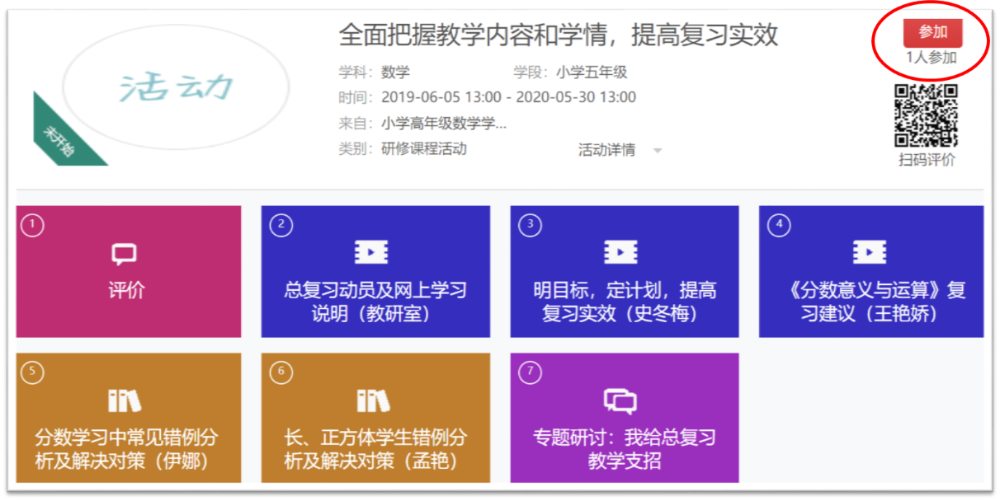 活动
未开始
全面把握教学内容和学情，提高复习实效
学科：数学 学段：小学五年级
时间：2019-06-05 13:00 - 2020-05-30 13:00
来自：小学高年级数学学...
类别：研修课程活动 活动详情
参加
1人参加
扫码评价
1
评价
2
总复习动员及网上学习
说明（教研室）
3
明目标，定计划，提高
复习实效（史冬梅）
4
《分数意义与运算》复
习建议（王艳娇）
5
分数学习中常见错例分
析及解决对策（伊娜）
6
长、正方体学生错例分
析及解决对策（孟艳）
7
专题研讨：我给总复习
教学支招